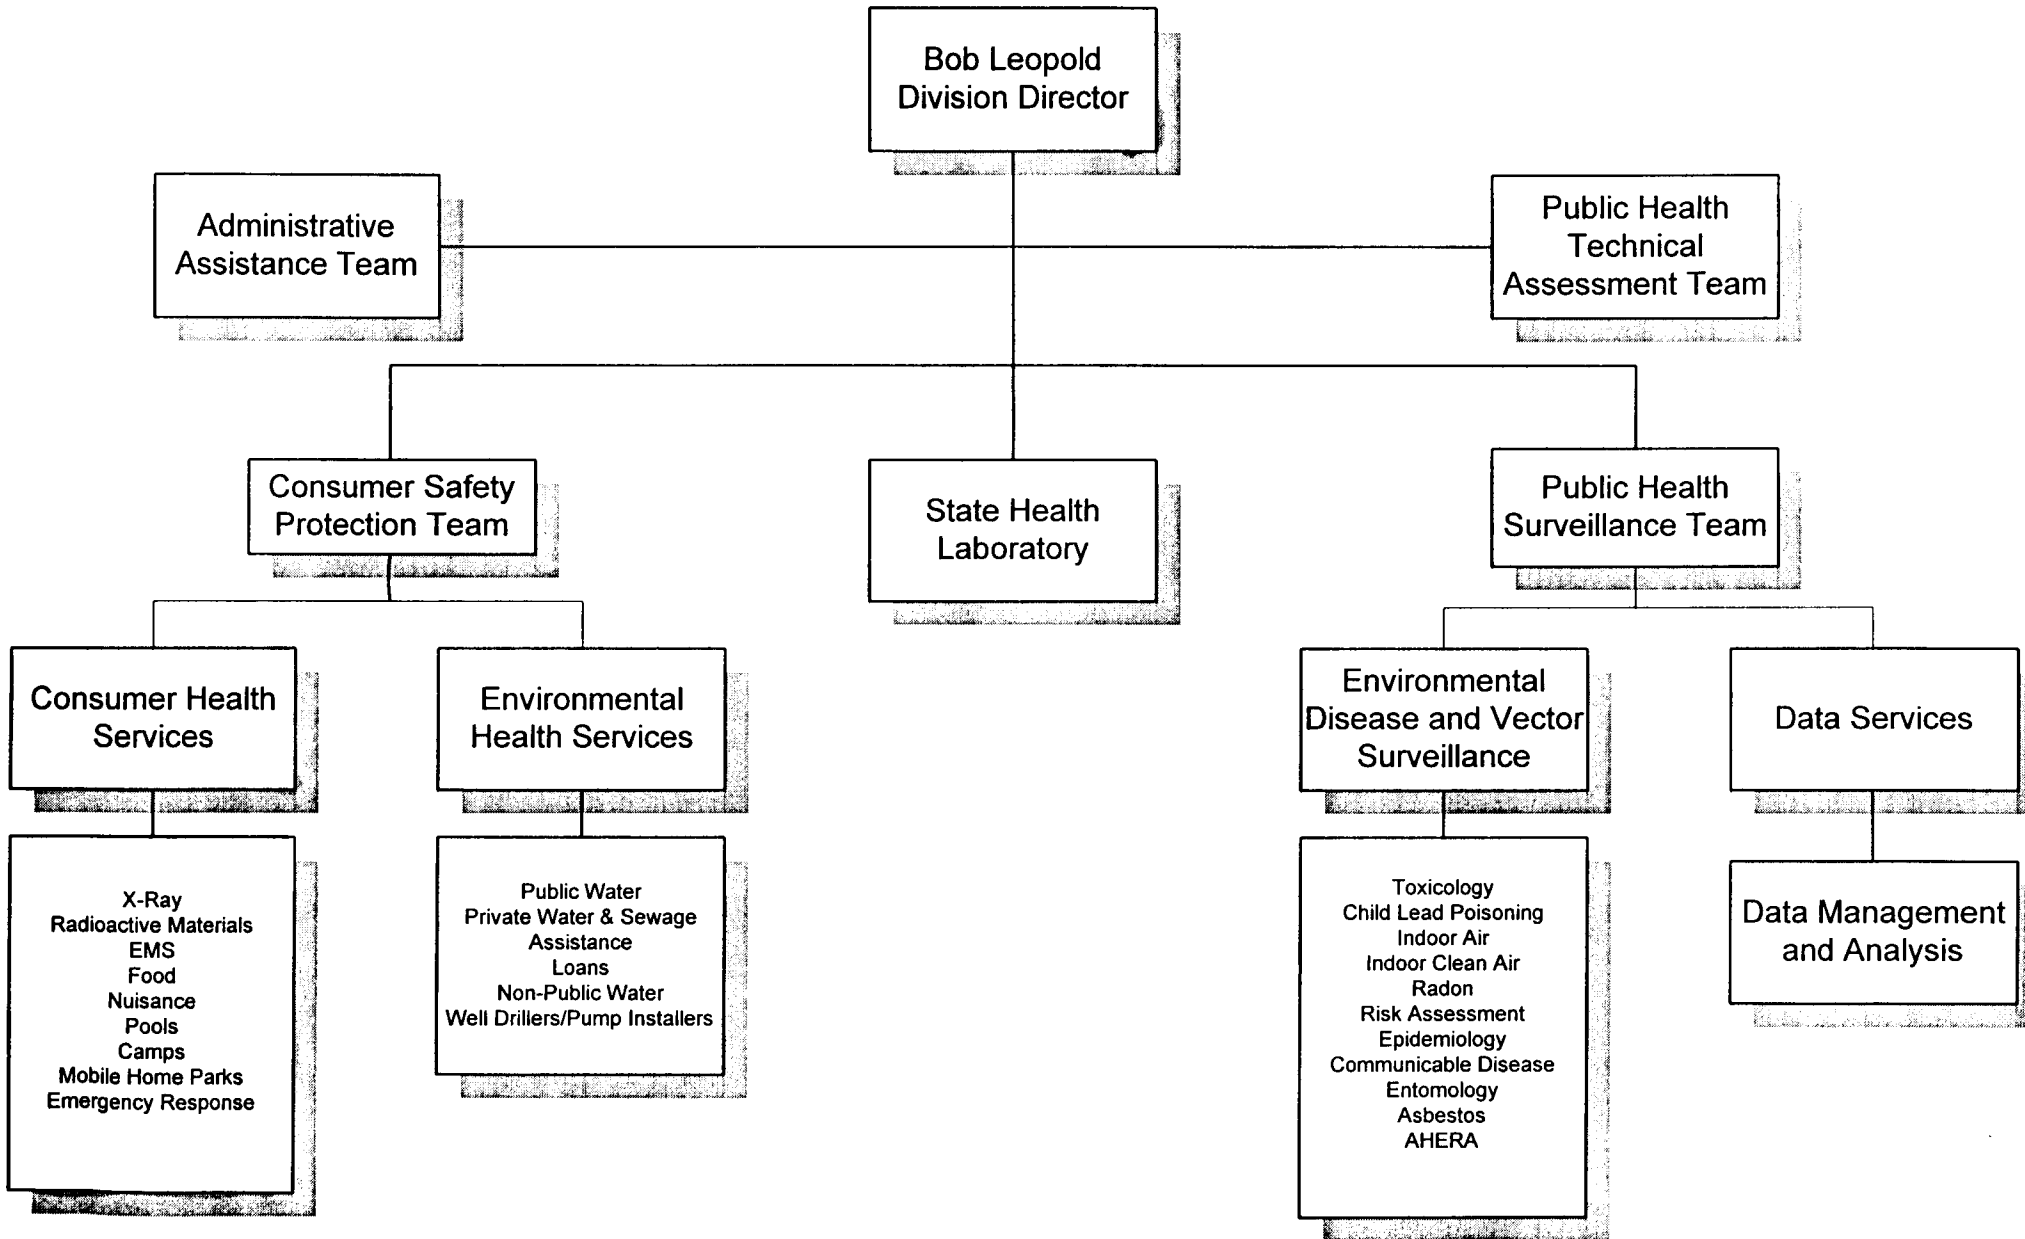 Bob Leopold
Division Director
Administrative
Assistance Team
Public Health
Technical
Assessment Team
Consumer Safety
Protection Team
State Health
Laboratory
Public Health
Surveillance Team
Consumer Health
Services
Environmental
Health Services
Environmental
Disease and Vector
Surveillance
Data Services
X-Ray
Radioactive Materials
EMS
Food
Nuisance
Pools
Camps
Mobile Home Parks
Emergency Response
Public Water
Private Water & Sewage
Assistance
Loans
Non-Public Water
Well Drillers/Pump Installers
Toxicology
Child Lead Poisoning
Indoor Air
Indoor Clean Air
Radon
Risk Assessment
Epidemiology
Communicable Disease
Entomology
Asbestos
AHERA
Data Management
and Analysis